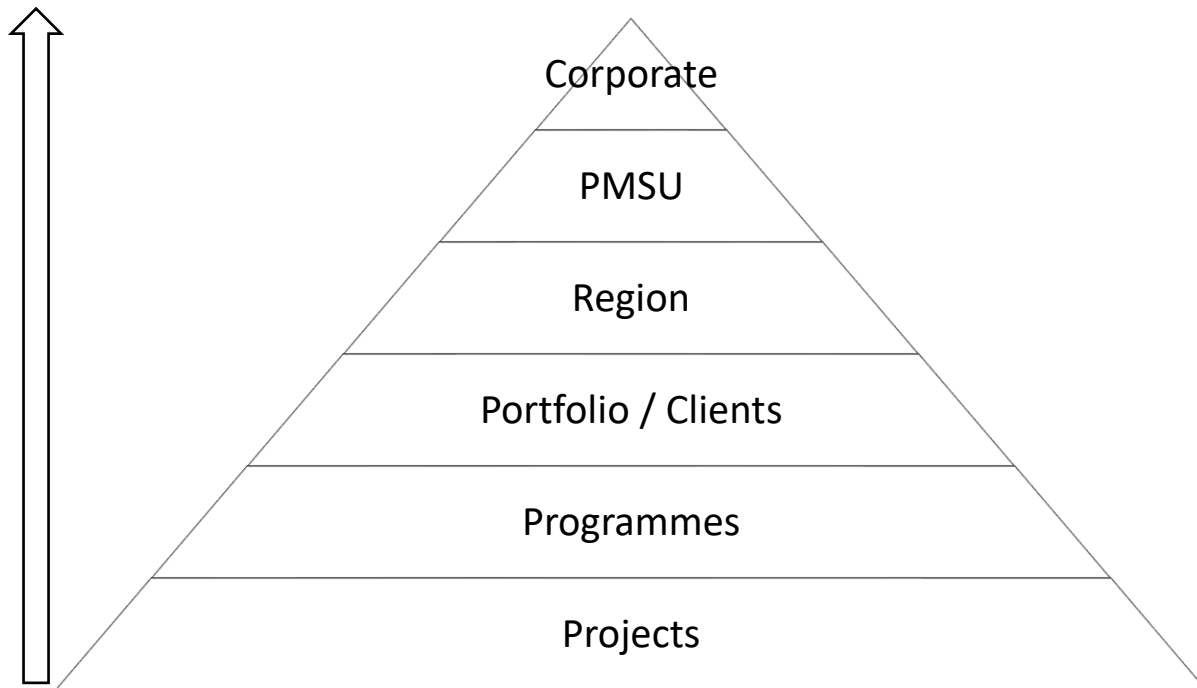 Corporate
PMSU
Region
Portfolio / Clients
Programmes
Projects